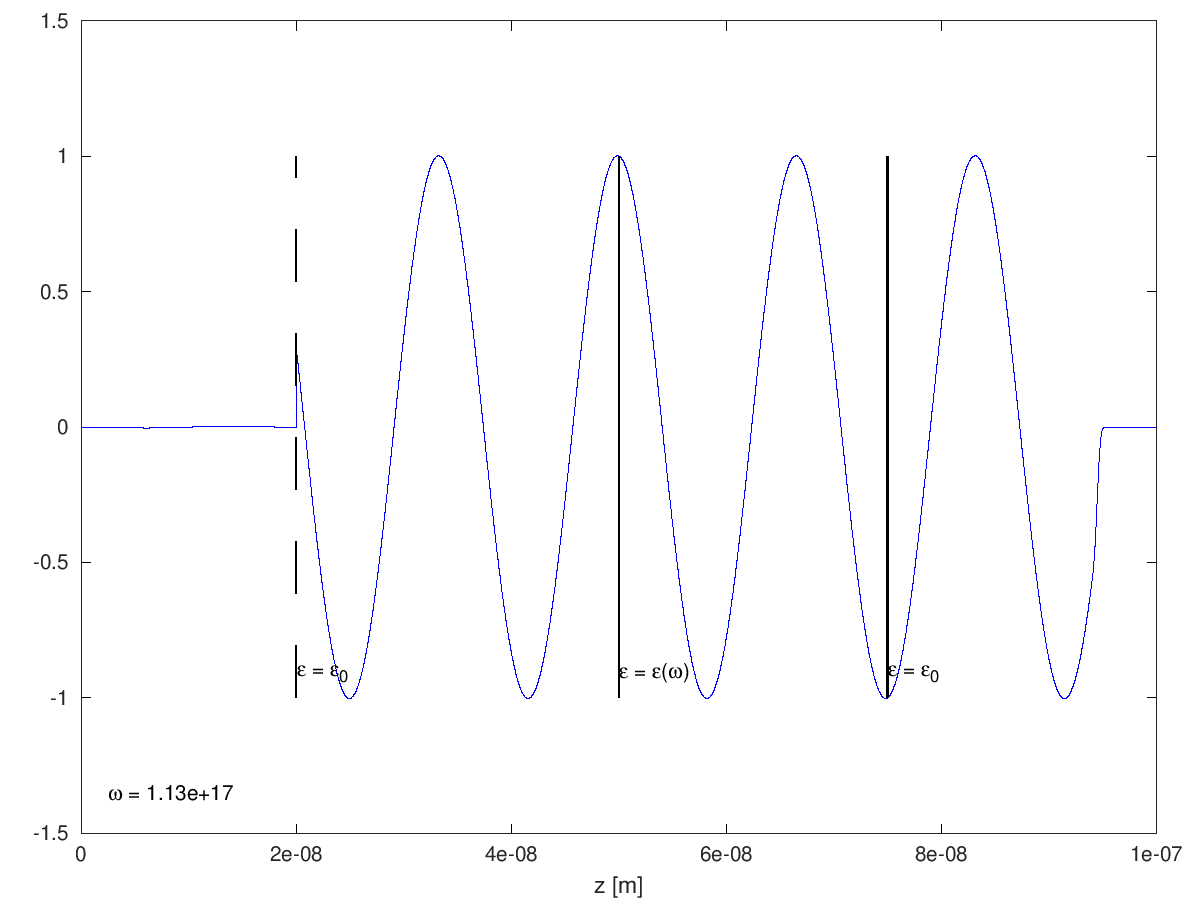 1.5
1
0.5
0
-0.5
-1
-1.5
ε = ε0
ε = ε(ω)
ε = ε0
ω = 1.13e+17
0 2e-08 4e-08 6e-08 8e-08 1e-07
z [m]